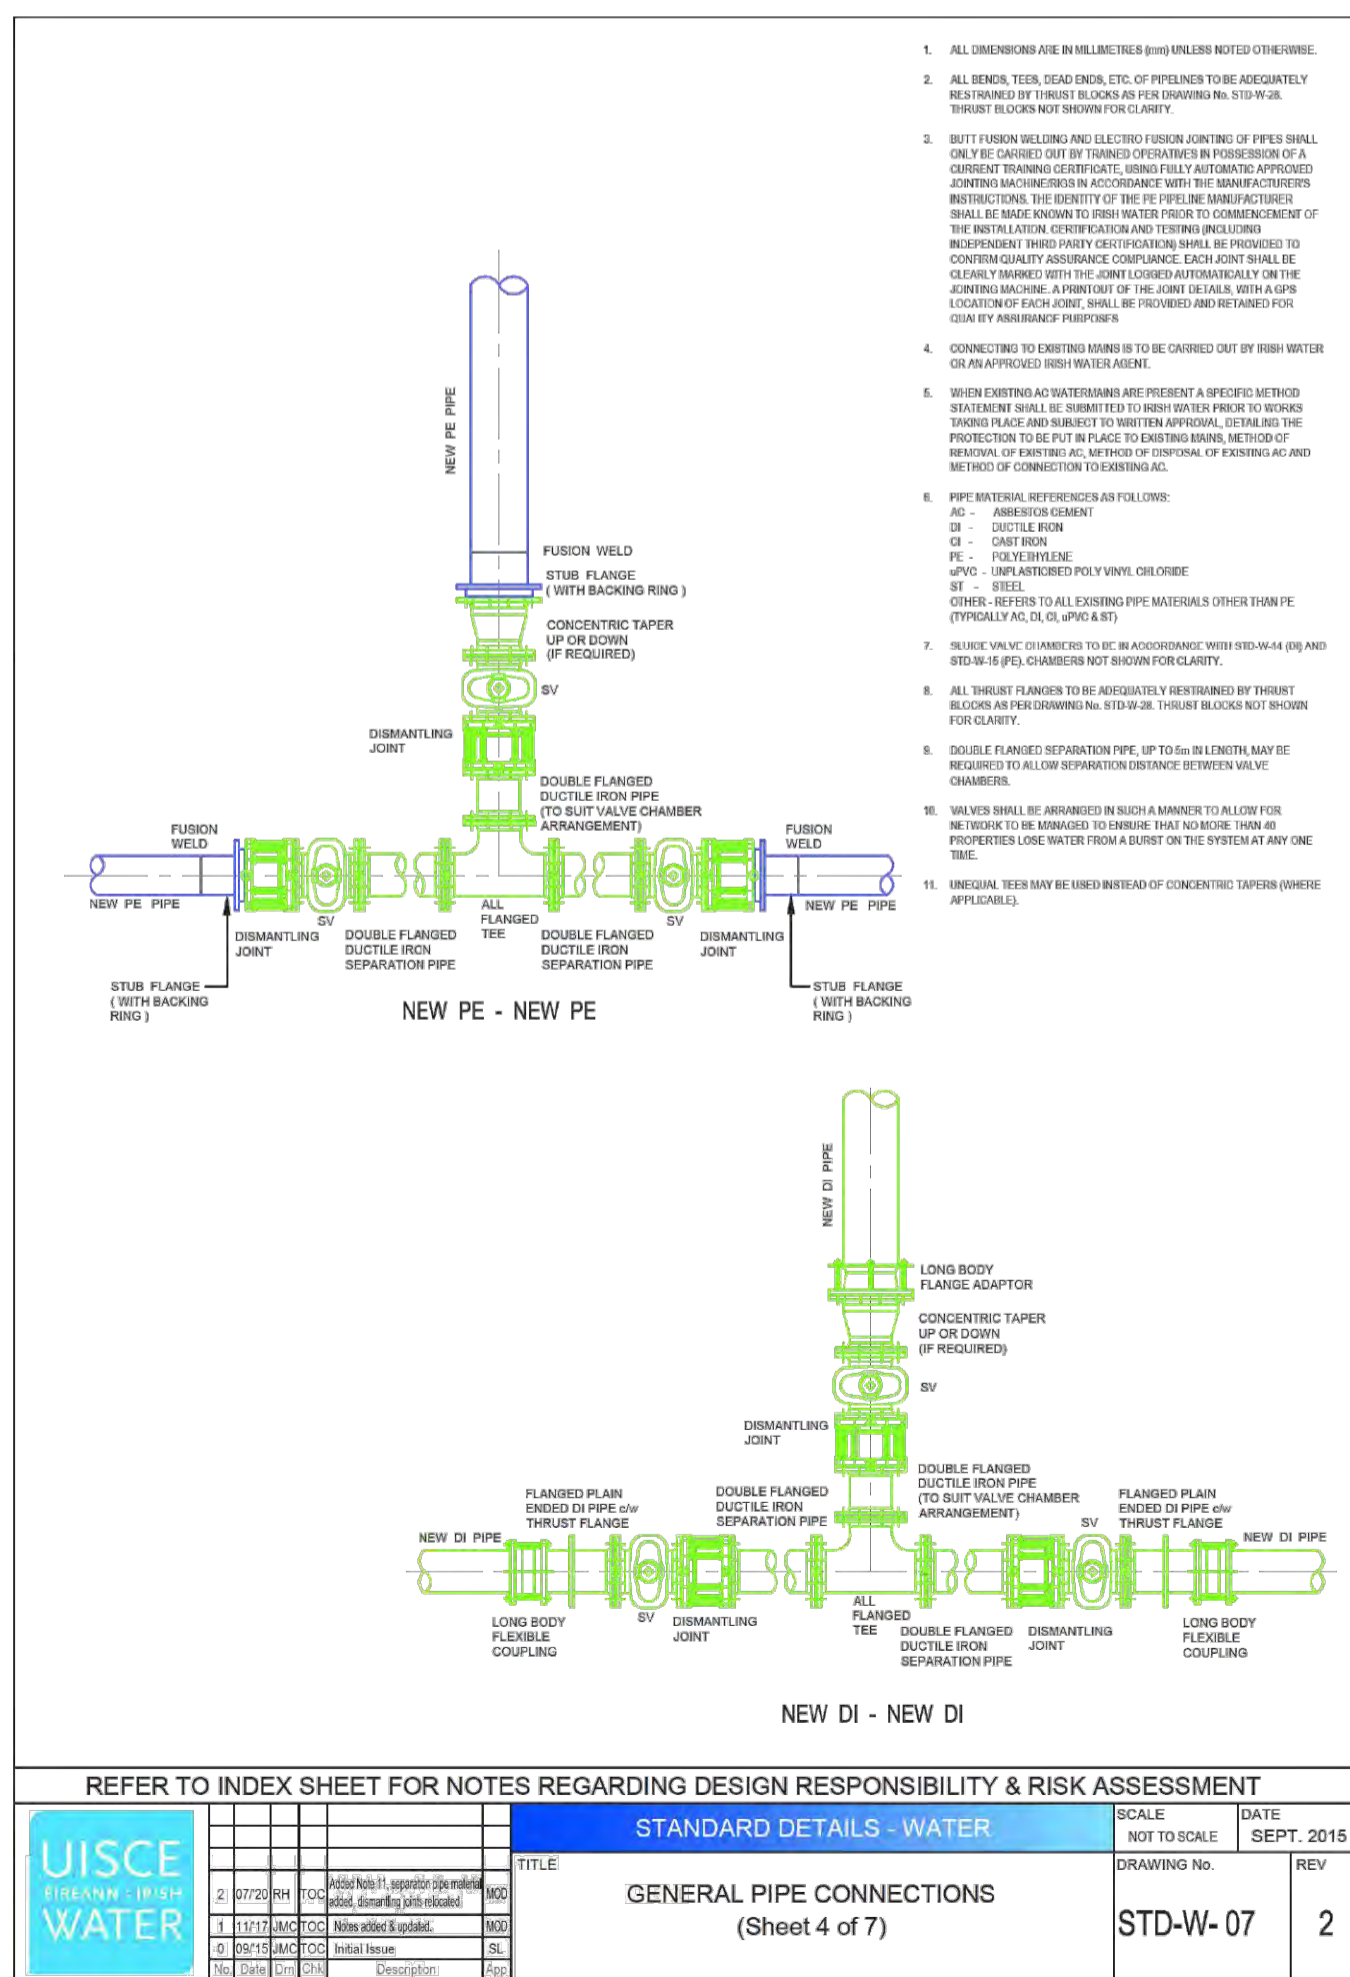 1. ALL DIMENSIONS ARE IN MILLIMETRES (mm) UNLESS NOTED OTHERWISE.
2. ALL BENDS, TEES, DEAD ENDS, ETC. OF PIPELINES TO BE ADEQUATELY
RESTRAINED BY THRUST BLOCKS AS PER DRAWING No. STD-W-28.
THRUST BLOCKS NOT SHOWN FOR CLARITY.
3. BUTT FUSION WELDING AND ELECTRO FUSION JOINTING OF PIPES SHALL
ONLY BE CARRIED OUT BY TRAINED OPERATIVES IN POSSESSION OF A
CURRENT TRAINING CERTIFICATE, USING FULLY AUTOMATIC APPROVED
JOINTING MACHINE/RIGS IN ACCORDANCE WITH THE MANUFACTURER'S
INSTRUCTIONS. THE IDENTITY OF THE PE PIPELINE MANUFACTURER
SHALL BE MADE KNOWN TO IRISH WATER PRIOR TO COMMENCEMENT OF
THE INSTALLATION. CERTIFICATION AND TESTING (INCLUDING
INDEPENDENT THIRD PARTY CERTIFICATION) SHALL BE PROVIDED TO
CONFIRM QUALITY ASSURANCE COMPLIANCE. EACH JOINT SHALL BE
CLEARLY MARKED WITH THE JOINT LOGGED AUTOMATICALLY ON THE
JOINTING MACHINE. A PRINTOUT OF THE JOINT DETAILS, WITH A GPS
LOCATION OF EACH JOINT, SHALL BE PROVIDED AND RETAINED FOR
QUALITY ASSURANCE PURPOSES
4. CONNECTING TO EXISTING MAINS IS TO BE CARRIED OUT BY IRISH WATER
OR AN APPROVED IRISH WATER AGENT.
5. WHEN EXISTING AC WATERMAINS ARE PRESENT A SPECIFIC METHOD
STATEMENT SHALL BE SUBMITTED TO IRISH WATER PRIOR TO WORKS
TAKING PLACE AND SUBJECT TO WRITTEN APPROVAL, DETAILING THE
PROTECTION TO BE PUT IN PLACE TO EXISTING MAINS, METHOD OF
REMOVAL OF EXISTING AC, METHOD OF DISPOSAL OF EXISTING AC AND
METHOD OF CONNECTION TO EXISTING AC.
6. PIPE MATERIAL REFERENCES AS FOLLOWS:
AC - ASBESTOS CEMENT
DI - DUCTILE IRON
CI - CAST IRON
PE - POLYETHYLENE
uPVC - UNPLASTICISED POLY VINYL CHLORIDE
ST - STEEL
OTHER - REFERS TO ALL EXISTING PIPE MATERIALS OTHER THAN PE
(TYPICALLY AC, DI, CI, uPVC & ST)
7. SLUICE VALVE CHAMBERS TO BE IN ACCORDANCE WITH STD-W-14 (DI) AND
STD-W-15 (PE). CHAMBERS NOT SHOWN FOR CLARITY.
8. ALL THRUST FLANGES TO BE ADEQUATELY RESTRAINED BY THRUST
BLOCKS AS PER DRAWING No. STD-W-28. THRUST BLOCKS NOT SHOWN
FOR CLARITY.
9. DOUBLE FLANGED SEPARATION PIPE, UP TO 5m IN LENGTH, MAY BE
REQUIRED TO ALLOW SEPARATION DISTANCE BETWEEN VALVE
CHAMBERS.
10. VALVES SHALL BE ARRANGED IN SUCH A MANNER TO ALLOW FOR
NETWORK TO BE MANAGED TO ENSURE THAT NO MORE THAN 40
PROPERTIES LOSE WATER FROM A BURST ON THE SYSTEM AT ANY ONE
TIME.
11. UNEQUAL TEES MAY BE USED INSTEAD OF CONCENTRIC TAPERS (WHERE
APPLICABLE).
NEW PE PIPE
FUSION WELD
STUB FLANGE
( WITH BACKING RING )
CONCENTRIC TAPER
UP OR DOWN
(IF REQUIRED)
SV
DISMANTLING
JOINT
DOUBLE FLANGED
DUCTILE IRON PIPE
(TO SUIT VALVE CHAMBER
ARRANGEMENT)
FUSION
WELD
FUSION
WELD
NEW PE PIPE
SV
ALL
FLANGED
TEE
SV
NEW PE PIPE
DISMANTLING
JOINT
DOUBLE FLANGED
DUCTILE IRON
SEPARATION PIPE
DOUBLE FLANGED
DUCTILE IRON
SEPARATION PIPE
DISMANTLING
JOINT
STUB FLANGE
( WITH BACKING
RING )
STUB FLANGE
( WITH BACKING
RING )
NEW PE - NEW PE
NEW DI PIPE
LONG BODY
FLANGE ADAPTOR
CONCENTRIC TAPER
UP OR DOWN
(IF REQUIRED)
SV
DISMANTLING
JOINT
DOUBLE FLANGED
DUCTILE IRON PIPE
(TO SUIT VALVE CHAMBER
ARRANGEMENT)
FLANGED PLAIN
ENDED DI PIPE c/w
THRUST FLANGE
DOUBLE FLANGED
DUCTILE IRON
SEPARATION PIPE
FLANGED PLAIN
ENDED DI PIPE c/w
THRUST FLANGE
SV
NEW DI PIPE
NEW DI PIPE
LONG BODY
FLEXIBLE
COUPLING
SV
DISMANTLING
JOINT
ALL
FLANGED
TEE
DOUBLE FLANGED
DUCTILE IRON
SEPARATION PIPE
DISMANTLING
JOINT
LONG BODY
FLEXIBLE
COUPLING
NEW DI - NEW DI
REFER TO INDEX SHEET FOR NOTES REGARDING DESIGN RESPONSIBILITY & RISK ASSESSMENT
UISCE
ÉIREANN : IRISH
WATER
2 07/'20 RH TOC Added Note 11, separation pipe material
added, dismantling joints relocated. MOD
1 11/'17 JMC TOC Notes added & updated. MOD
0 09/'15 JMC TOC Initial Issue SL
No. Date Drn Chk Description App
STANDARD DETAILS - WATER
TITLE
GENERAL PIPE CONNECTIONS
(Sheet 4 of 7)
SCALE
NOT TO SCALE
DATE
SEPT. 2015
DRAWING No.
STD-W- 07
REV
2